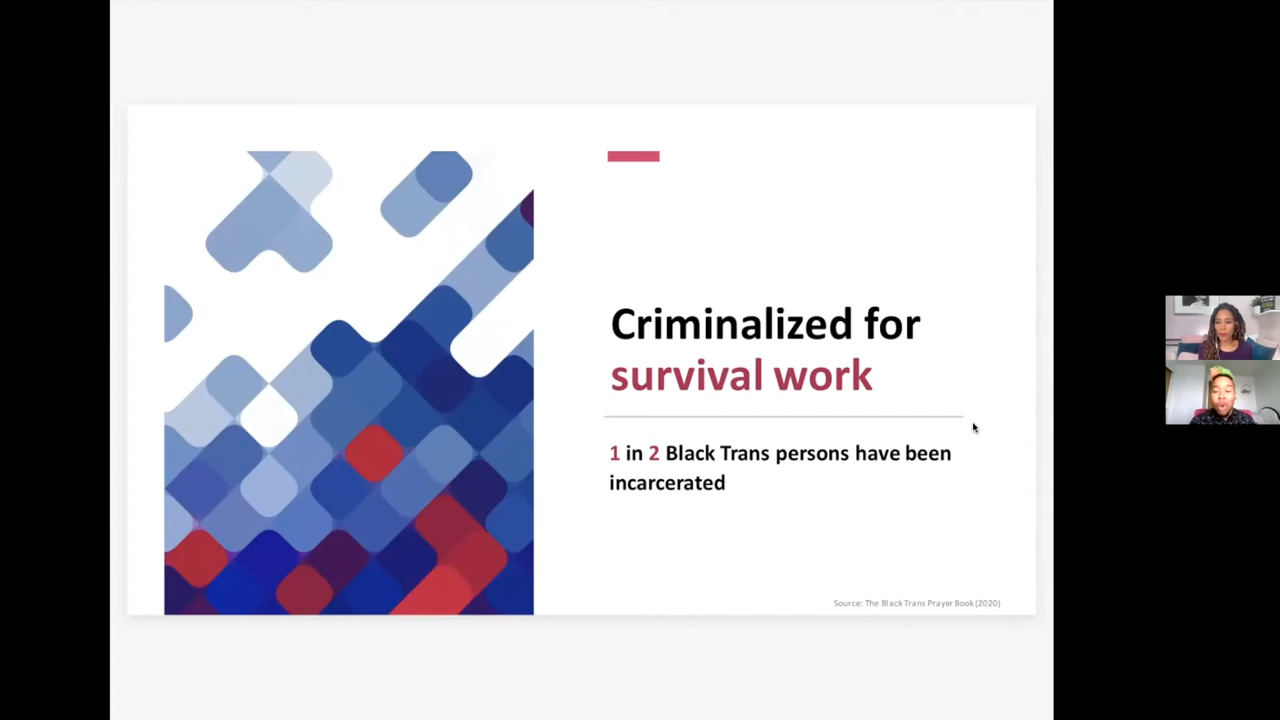 Criminalized for
survival work
1 in 2 Black Trans persons have been
incarcerated
Source: The Black Trans Prayer Book (2020)